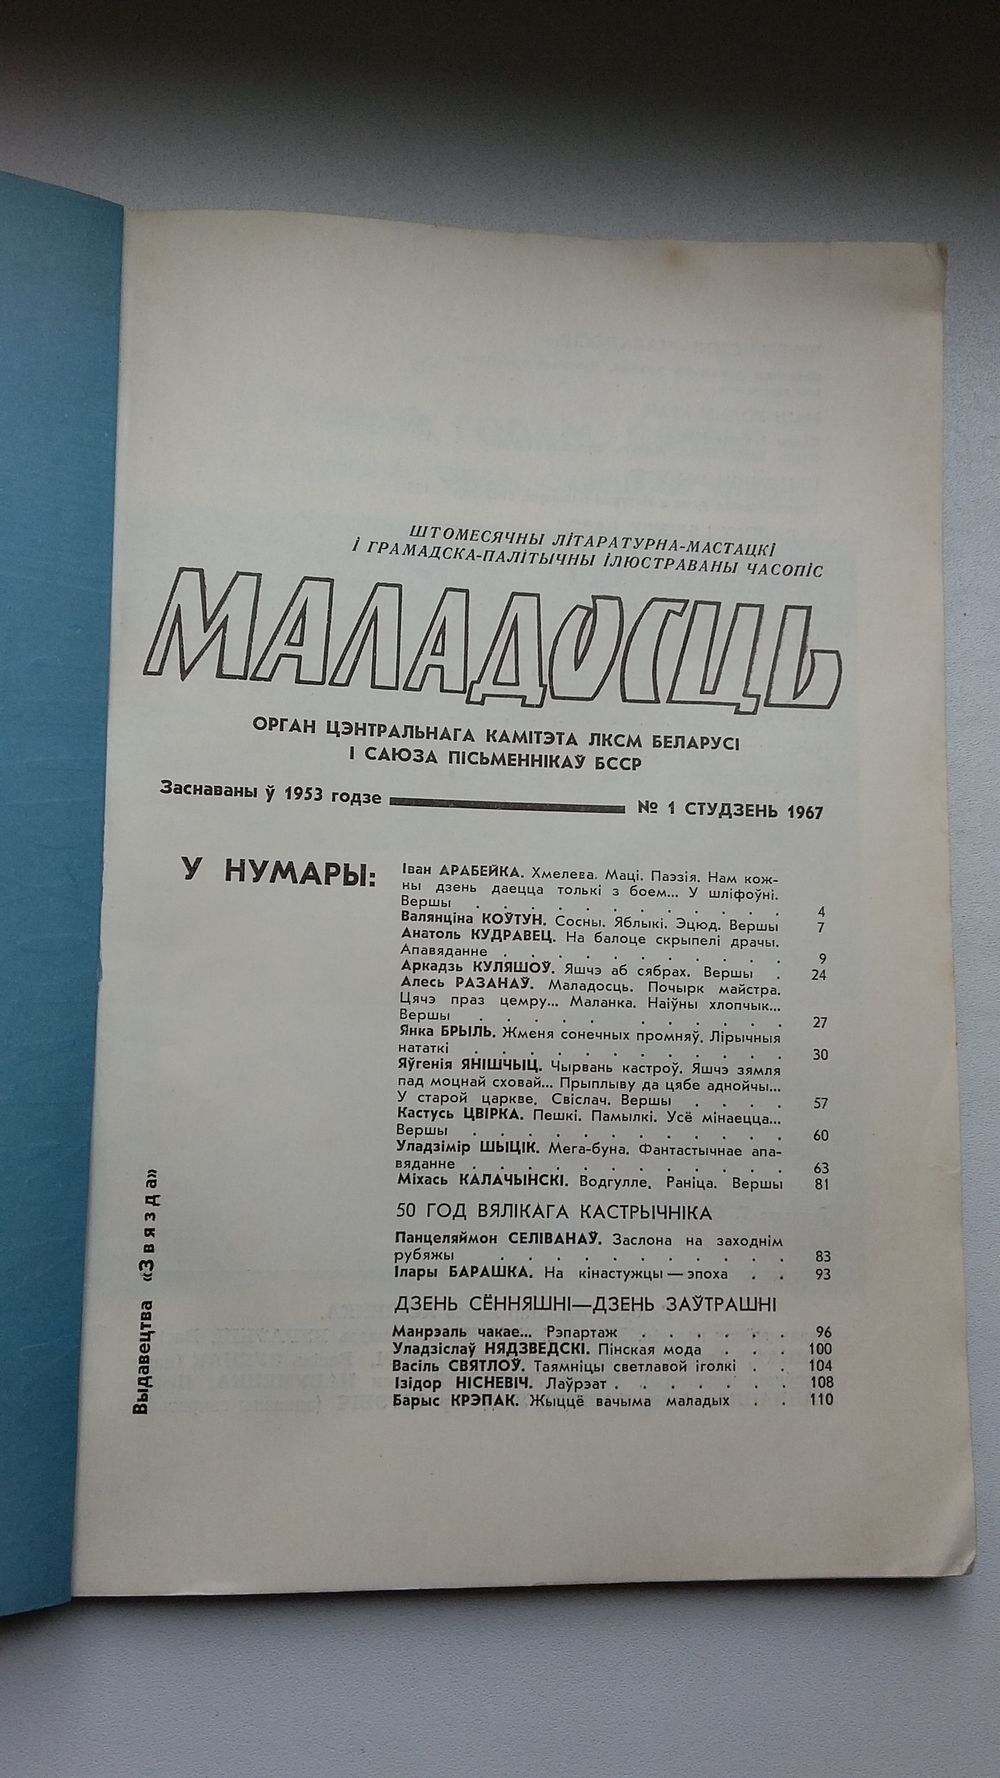 ШТОМЕСЯЧНЫ ЛІТАРАТУРНА-МАСТАЦКІ
І ГРАМАДСКА-ПАЛІТЫЧНЫ ІЛЮСТРАВАНЫ ЧАСОПІС
МАЛАДОСЦЬ
ОРГАН ЦЭНТРАЛЬНАГА КАМІТЭТА ЛКСМ БЕЛАРУСІ
І САЮЗА ПІСЬМЕННІКАЎ БССР
Заснаваны ў 1953 годзе № 1 СТУДЗЕНЬ 1967
У НУМАРЫ:
Іван АРАБЕЙКА. Хмелева. Маці. Паэзія. Нам кож-
ны дзень даецца толькі з боем... У шліфоўні.
Вершы . . . . . . . . . . . . 4
Валянціна КОЎТУН. Сосны. Яблыкі. Эцюд. Вершы 7
Анатоль КУДРАВЕЦ. На балоце скрыпелі драчы.
Апавяданне . . . . . . . . . . . 9
Аркадзь КУЛЯШОЎ. Яшчэ аб сябрах. Вершы . 24
Алесь РАЗАНАЎ. Маладосць. Почырк майстра.
Цячэ праз цемру... Маланка. Наіўны хлопчык...
Вершы . . . . . . . . . . . . 27
Янка БРЫЛЬ. Жменя сонечных промняў. Лірычныя
нататкі . . . . . . . . . . . . 30
Яўгенія ЯНІШЧЫЦ. Чырвань кастроў. Яшчэ зямля
пад моцнай сховай... Прыплыву да цябе аднойчы...
У старой царкве. Свіслач. Вершы . . . . 57
Кастусь ЦВІРКА. Пешкі. Памылкі. Усё мінаецца...
Вершы . . . . . . . . . . . . 60
Уладзімір ШЫЦІК. Мега-буна. Фантастычнае апа-
вяданне . . . . . . . . . . . . 63
Міхась КАЛАЧЫНСКІ. Водгулле. Раніца. Вершы 81
50 ГОД ВЯЛІКАГА КАСТРЫЧНІКА
Панцеляймон СЕЛІВАНАЎ. Заслона на заходнім
рубяжы . . . . . . . . . . . 83
Ілары БАРАШКА. На кінастужцы — эпоха . . 93
ДЗЕНЬ СЁННЯШНІ—ДЗЕНЬ ЗАЎТРАШНІ
Манрэаль чакае... Рэпартаж . . . . . . 96
Уладзіслаў НЯДЗВЕДСКІ. Пінская мода . . . 100
Васіль СВЯТЛОЎ. Таямніцы светлавой іголкі . . 104
Ізідор НІСНЕВІЧ. Лаўрэат . . . . . . . 108
Барыс КРЭПАК. Жыццё вачыма маладых . . 110
Выдавецтва «Звязда»